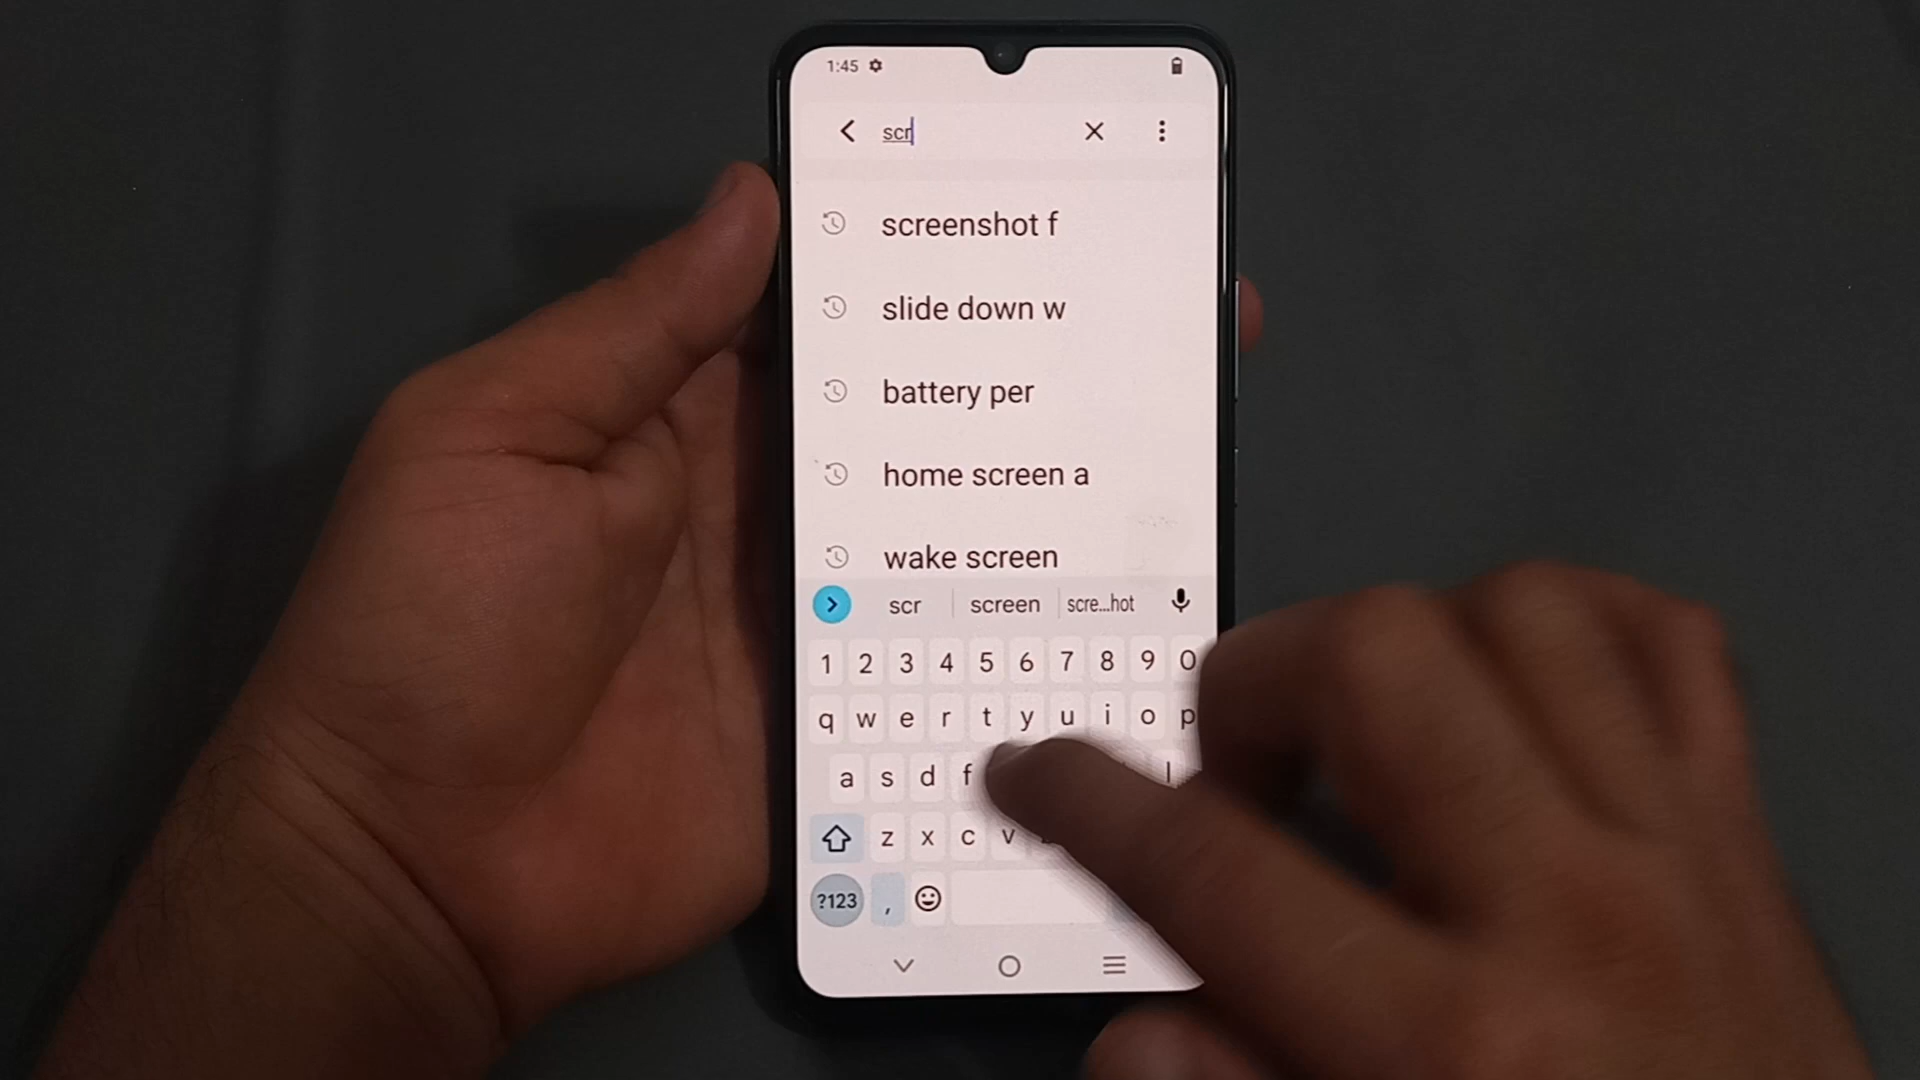 1:45
scr
screenshot f
slide down w
battery per
home screen a
wake screen
scr screen scre...hot
1 2 3 4 5 6 7 8 9 0
q w e r t y u i o p
a s d f l
z x c v
?123 ,